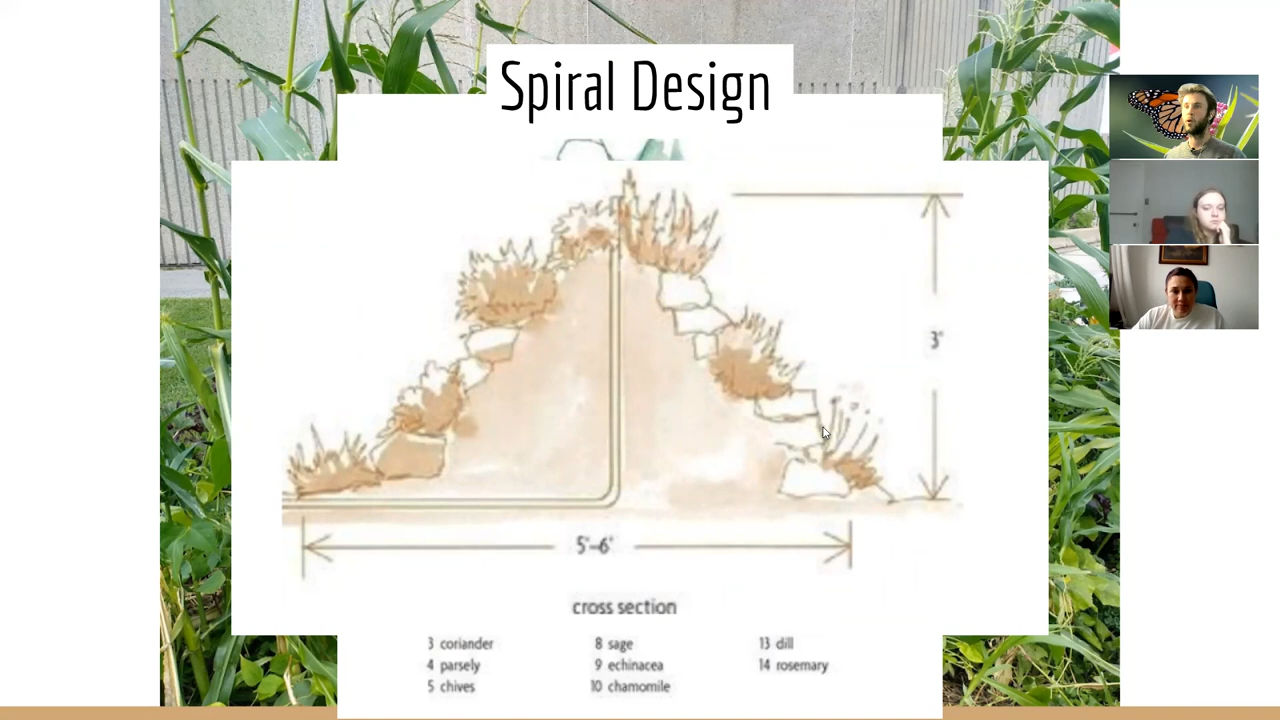 Spiral Design
3'
5'-6'
cross section
3 coriander 8 sage 13 dill
4 parsely 9 echinacea 14 rosemary
5 chives 10 chamomile